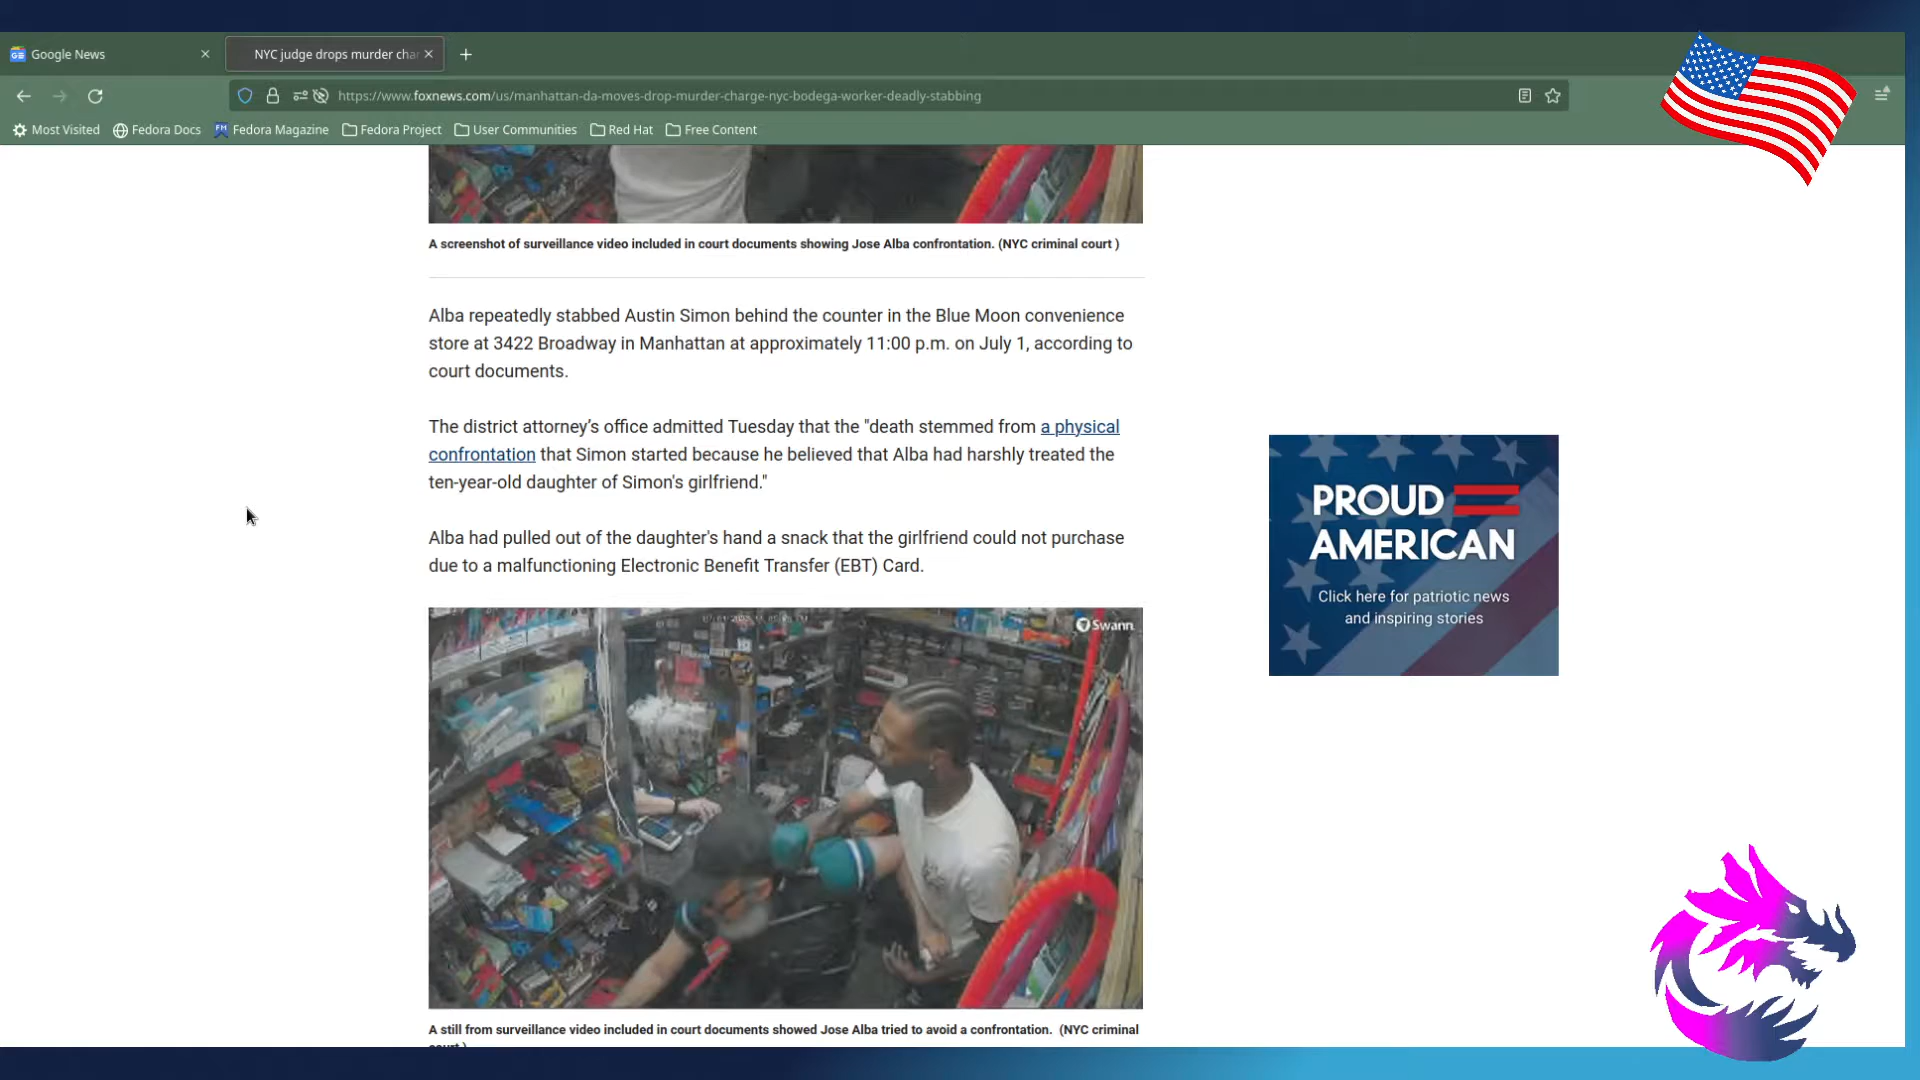 Google News
NYC judge drops murder cha
https://www.foxnews.com/us/manhattan-da-moves-drop-murder-charge-nyc-bodega-worker-deadly-stabbing
Most Visited
Fedora Docs
Fedora Magazine
Fedora Project
User Communities
Red Hat
Free Content
A screenshot of surveillance video included in court documents showing Jose Alba confrontation. (NYC criminal court )
Alba repeatedly stabbed Austin Simon behind the counter in the Blue Moon convenience
store at 3422 Broadway in Manhattan at approximately 11:00 p.m. on July 1, according to
court documents.
The district attorney's office admitted Tuesday that the "death stemmed from a physical
confrontation that Simon started because he believed that Alba had harshly treated the
ten-year-old daughter of Simon's girlfriend."
Alba had pulled out of the daughter's hand a snack that the girlfriend could not purchase
due to a malfunctioning Electronic Benefit Transfer (EBT) Card.
Swann
A still from surveillance video included in court documents showed Jose Alba tried to avoid a confrontation. (NYC criminal
court )
PROUD
AMERICAN
Click here for patriotic news
and inspiring stories